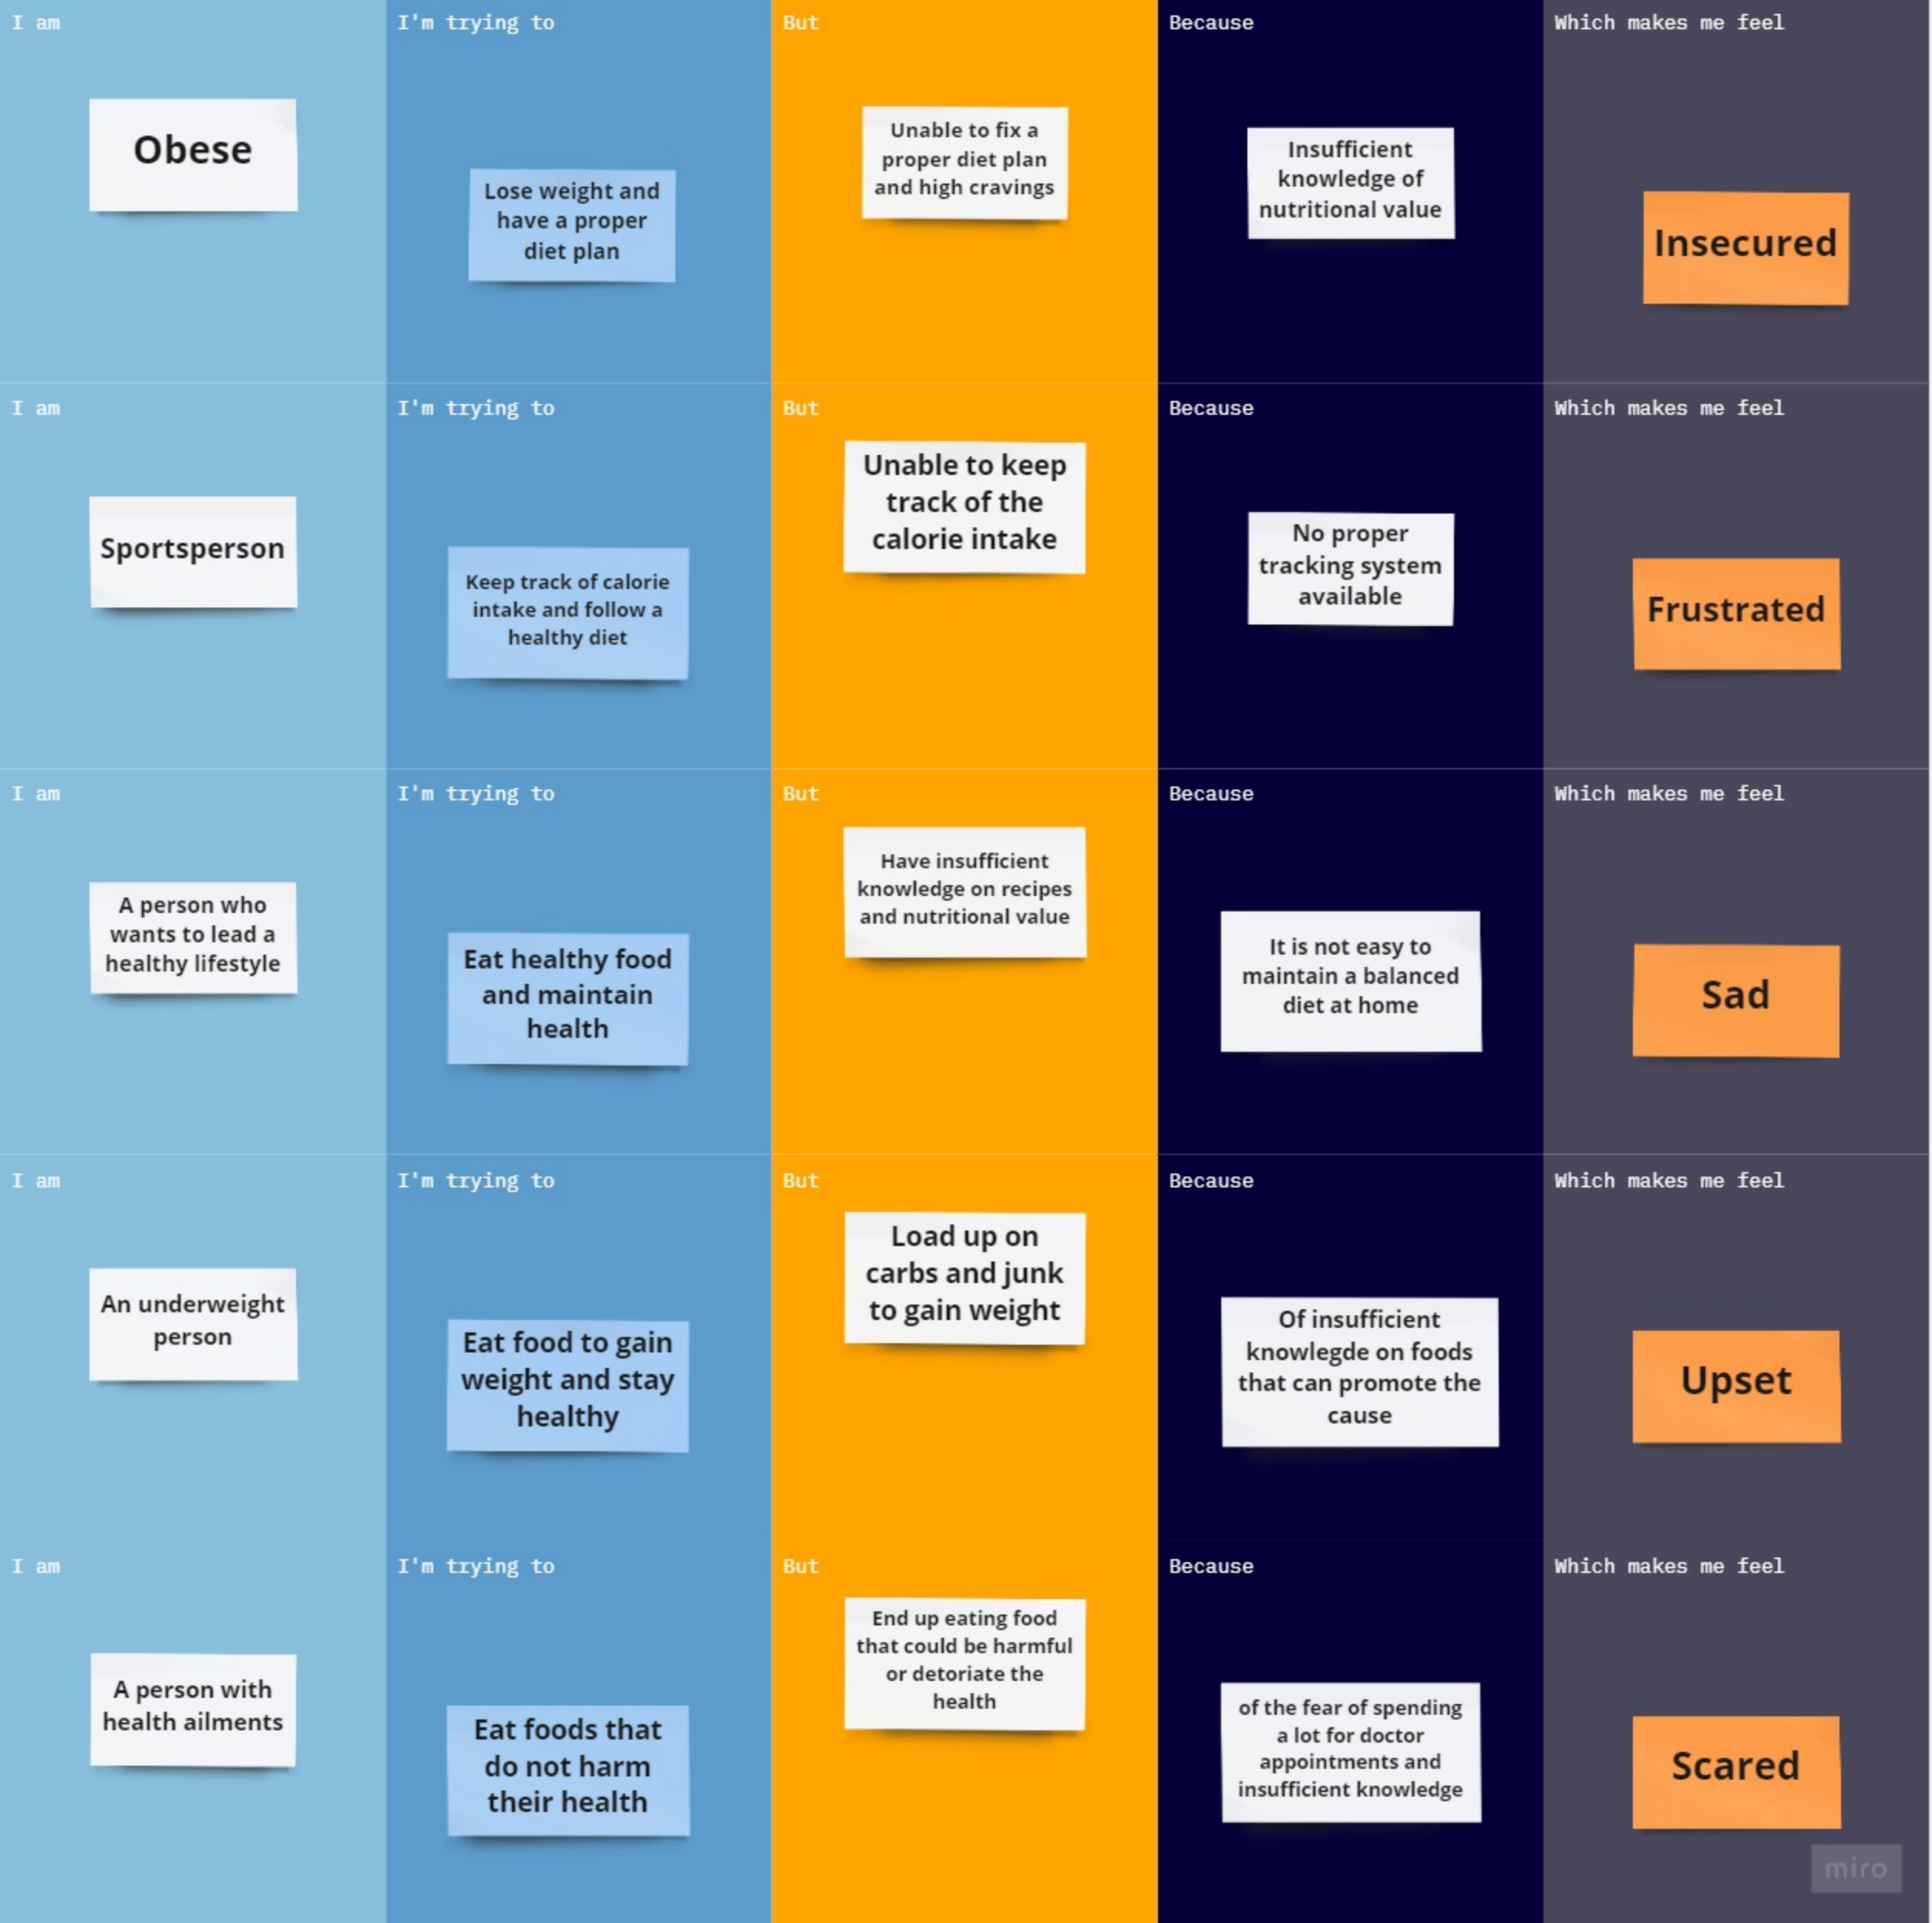 I am
I'm trying to
But
Because
Which makes me feel
Obese
Lose weight and
have a proper
diet plan
Unable to fix a
proper diet plan
and high cravings
Insufficient
knowledge of
nutritional value
Insecured
I am
I'm trying to
But
Because
Which makes me feel
Sportsperson
Keep track of calorie
intake and follow a
healthy diet
Unable to keep
track of the
calorie intake
No proper
tracking system
available
Frustrated
I am
I'm trying to
But
Because
Which makes me feel
A person who
wants to lead a
healthy lifestyle
Eat healthy food
and maintain
health
Have insufficient
knowledge on recipes
and nutritional value
It is not easy to
maintain a balanced
diet at home
Sad
I am
I'm trying to
But
Because
Which makes me feel
An underweight
person
Eat food to gain
weight and stay
healthy
Load up on
carbs and junk
to gain weight
Of insufficient
knowlegde on foods
that can promote the
cause
Upset
I am
I'm trying to
But
Because
Which makes me feel
A person with
health ailments
Eat foods that
do not harm
their health
End up eating food
that could be harmful
or detoriate the
health
of the fear of spending
a lot for doctor
appointments and
insufficient knowledge
Scared
miro